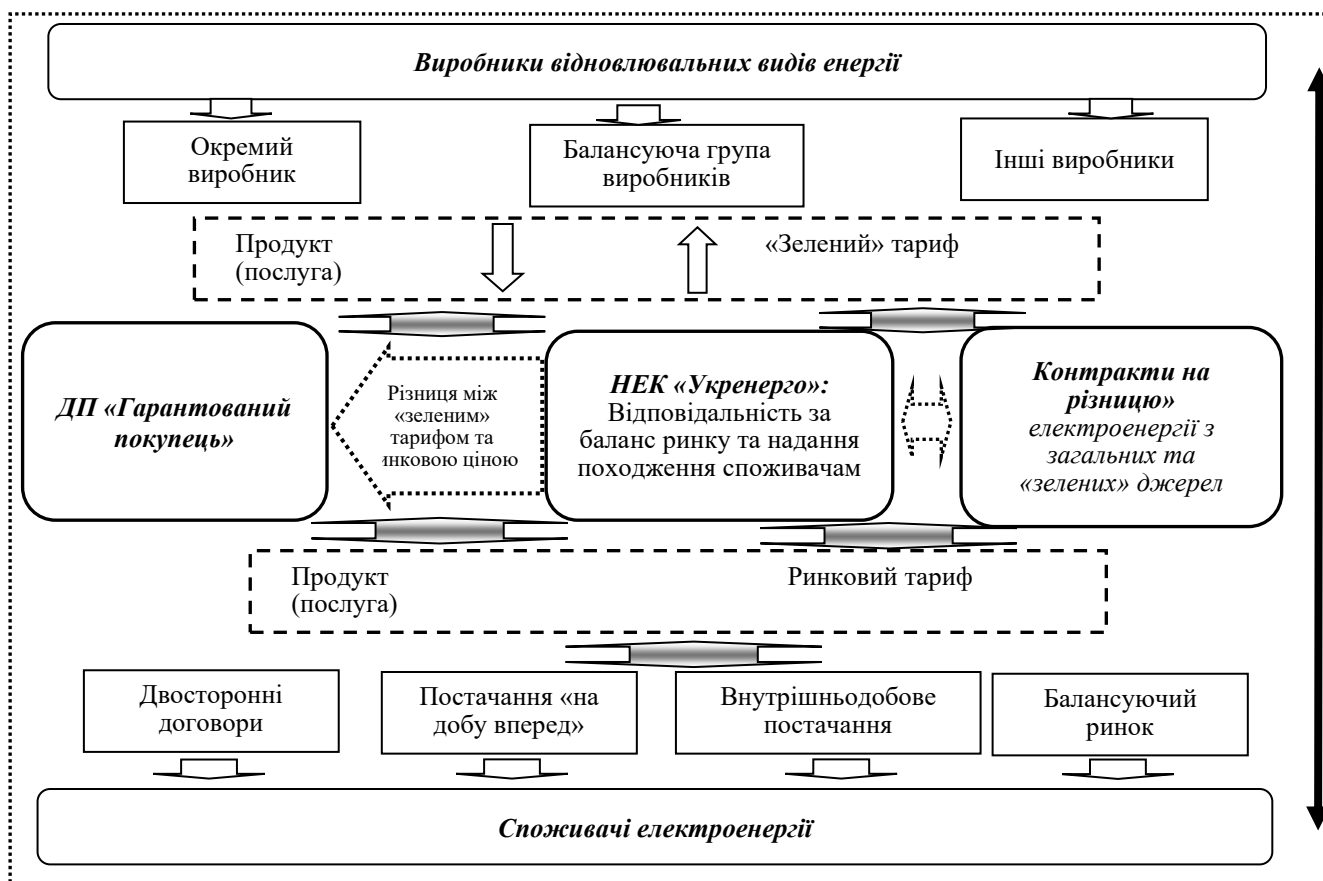 Виробники відновлювальних видів енергії
Окремий
виробник
Балансуюча група
виробників
Інші виробники
Продукт
(послуга)
«Зелений» тариф
ДП «Гарантований
покупець»
Різниця між
«зеленим»
тарифом та
инковою ціною
НЕК «Укренерго»:
Відповідальність за
баланс ринку та надання
походження споживачам
Контракти на
різницю»
електроенергії з
загальних та
«зелених» джерел
Продукт
(послуга)
Ринковий тариф
Двосторонні
договори
Постачання «на
добу вперед»
Внутрішньодобове
постачання
Балансуючий
ринок
Споживачі електроенергії